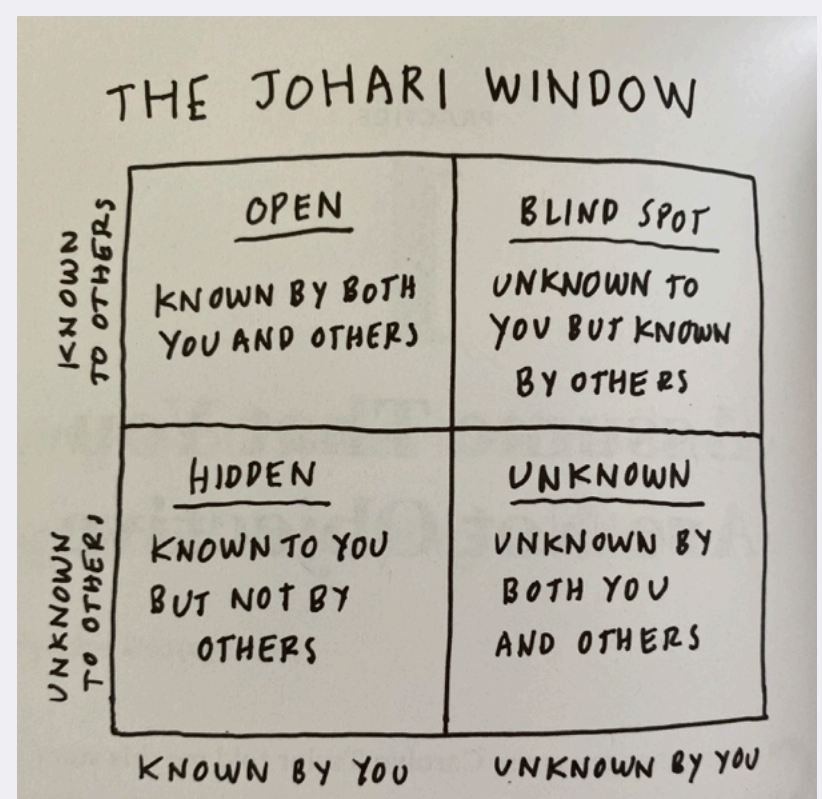 THE JOHARI WINDOW
KNOWN
TO OTHERS
OPEN
KNOWN BY BOTH
YOU AND OTHERS
BLIND SPOT
UNKNOWN TO
YOU BUT KNOWN
BY OTHERS
UNKNOWN
TO OTHERS
HIDDEN
KNOWN TO YOU
BUT NOT BY
OTHERS
UNKNOWN
UNKNOWN BY
BOTH YOU
AND OTHERS
KNOWN BY YOU
UNKNOWN BY YOU